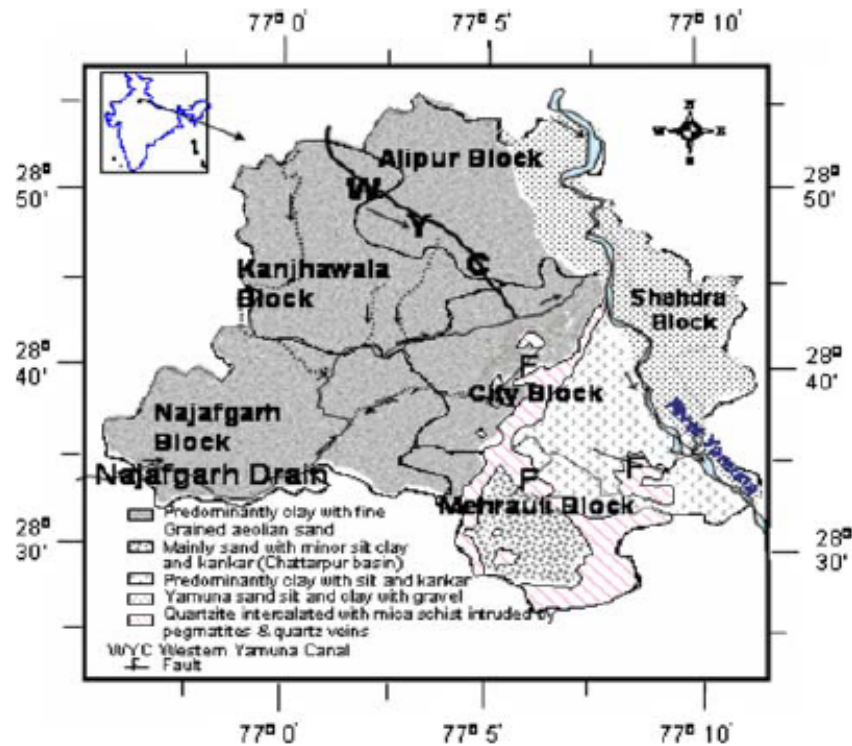 77º 0'
77º 5'
77º 10'
N
W
E
S
28º
50'
28º
50'
Alipur Block
W
Y
C
Kanjhawala
Block
Shahdra
Block
28º
40'
28º
40'
F
City Block
Najafgarh
Block
River Yamuna
Najafgarh Drain
F
F
Mehrauli Block
28º
30'
28º
30'
Predominantly clay with fine
Grained aeolian sand
Mainly sand with minor silt clay
and kankar (Chattarpur basin)
Predominantly clay with silt and kankar
Yamuna sand silt and clay with gravel
Quartzite intercalated with mica schist intruded by
pegmatites & quartz veins
WYC Western Yamuna Canal
F Fault
77º 0'
77º 5'
77º 10'